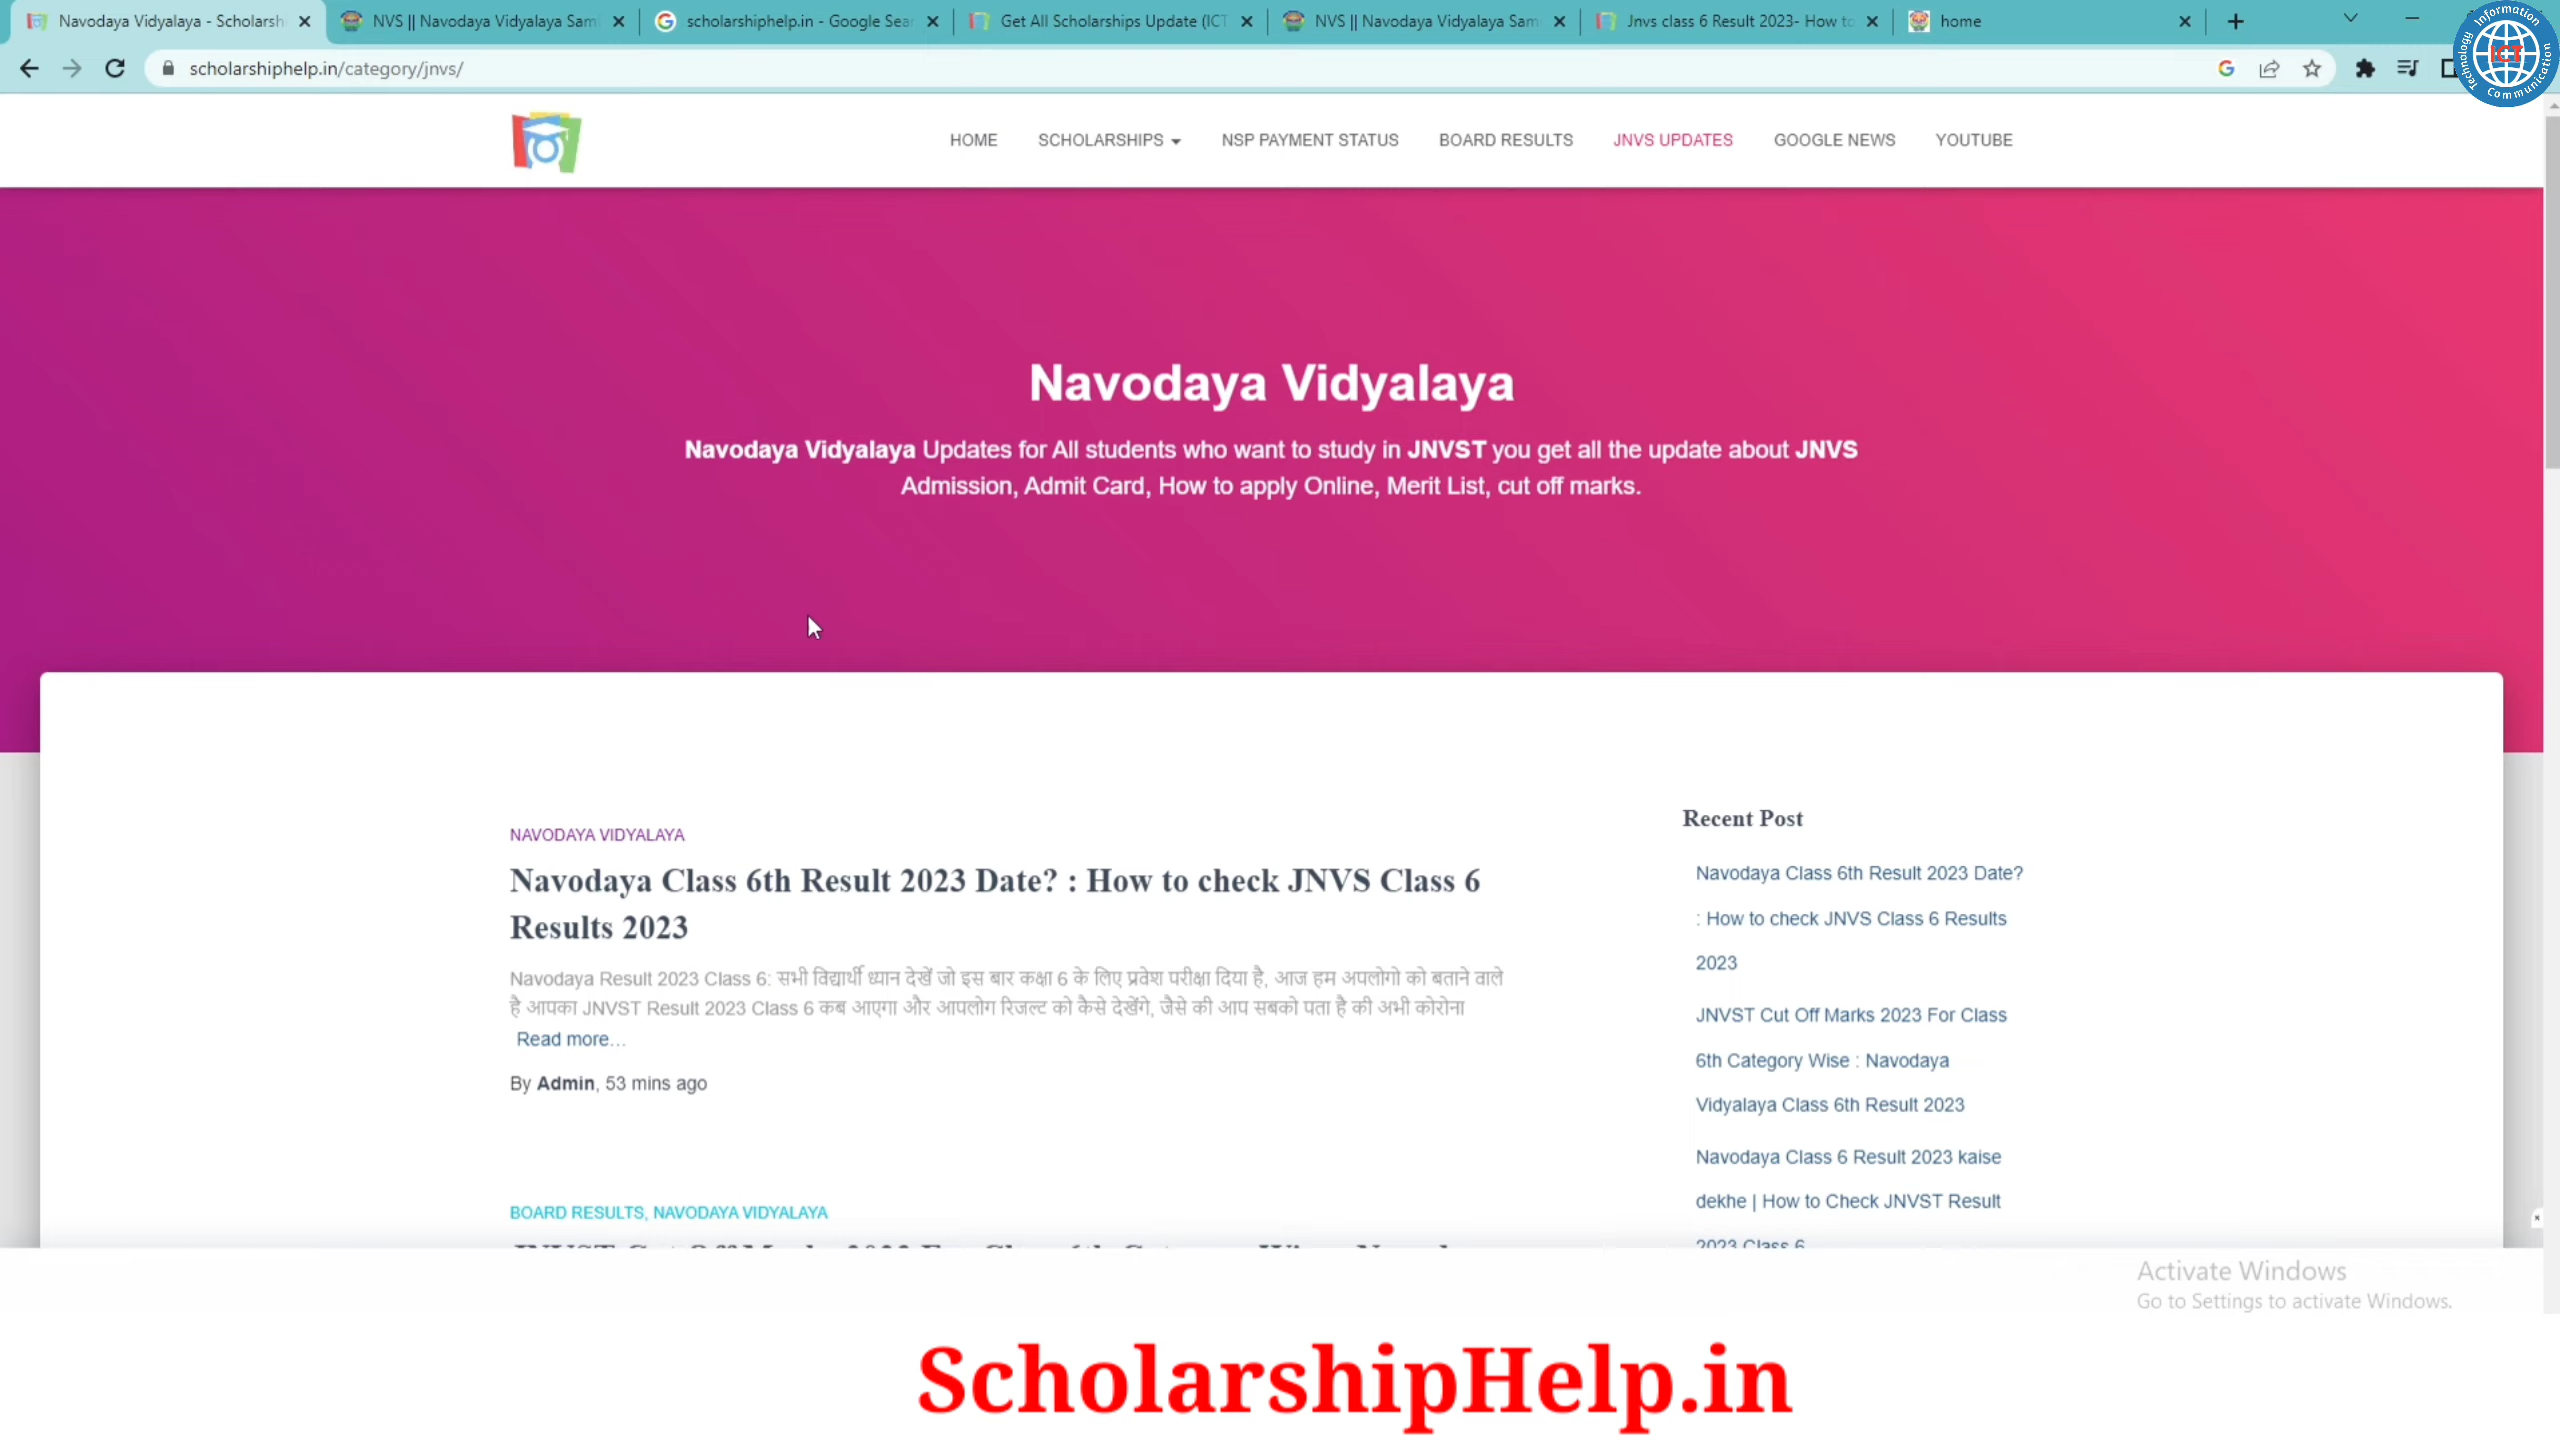 Navodaya Vidyalaya - Scholarsh
NVS || Navodaya Vidyalaya Sam
scholarshiphelp.in - Google Sear
Get All Scholarships Update (ICT
NVS || Navodaya Vidyalaya Sam
Jnvs class 6 Result 2023- How to
home
scholarshiphelp.in/category/jnvs/
Information
Communication
Technology
ICT
HOME
SCHOLARSHIPS
NSP PAYMENT STATUS
BOARD RESULTS
JNVS UPDATES
GOOGLE NEWS
YOUTUBE
Navodaya Vidyalaya
Navodaya Vidyalaya Updates for All students who want to study in JNVST you get all the update about JNVS
Admission, Admit Card, How to apply Online, Merit List, cut off marks.
NAVODAYA VIDYALAYA
Navodaya Class 6th Result 2023 Date? : How to check JNVS Class 6
Results 2023
Navodaya Result 2023 Class 6: सभी विद्यार्थी ध्यान देखें जो इस बार कक्षा 6 के लिए प्रवेश परीक्षा दिया है, आज हम अपलोगो को बताने वाले
है आपका JNVST Result 2023 Class 6 कब आएगा और आपलोग रिजल्ट को कैसे देखेंगे, जैसे की आप सबको पता है की अभी कोरोना
Read more…
By Admin, 53 mins ago
BOARD RESULTS, NAVODAYA VIDYALAYA
Recent Post
Navodaya Class 6th Result 2023 Date?
: How to check JNVS Class 6 Results
2023
JNVST Cut Off Marks 2023 For Class
6th Category Wise : Navodaya
Vidyalaya Class 6th Result 2023
Navodaya Class 6 Result 2023 kaise
dekhe | How to Check JNVST Result
2023 Class 6
Activate Windows
Go to Settings to activate Windows.
ScholarshipHelp.in